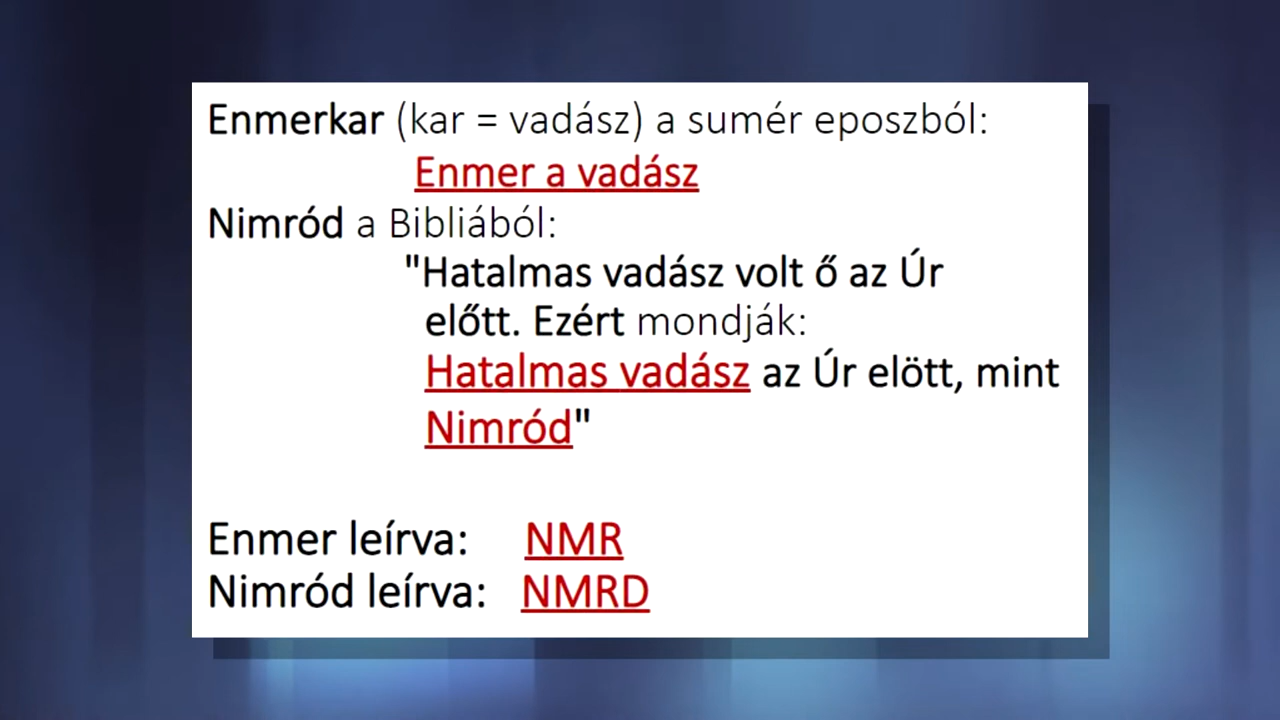 Enmerkar (kar = vadász) a sumér eposzból:
Enmer a vadász
Nimród a Bibliából:
"Hatalmas vadász volt ő az Úr
előtt. Ezért mondják:
Hatalmas vadász az Úr elött, mint
Nimród"
Enmer leírva: NMR
Nimród leírva: NMRD